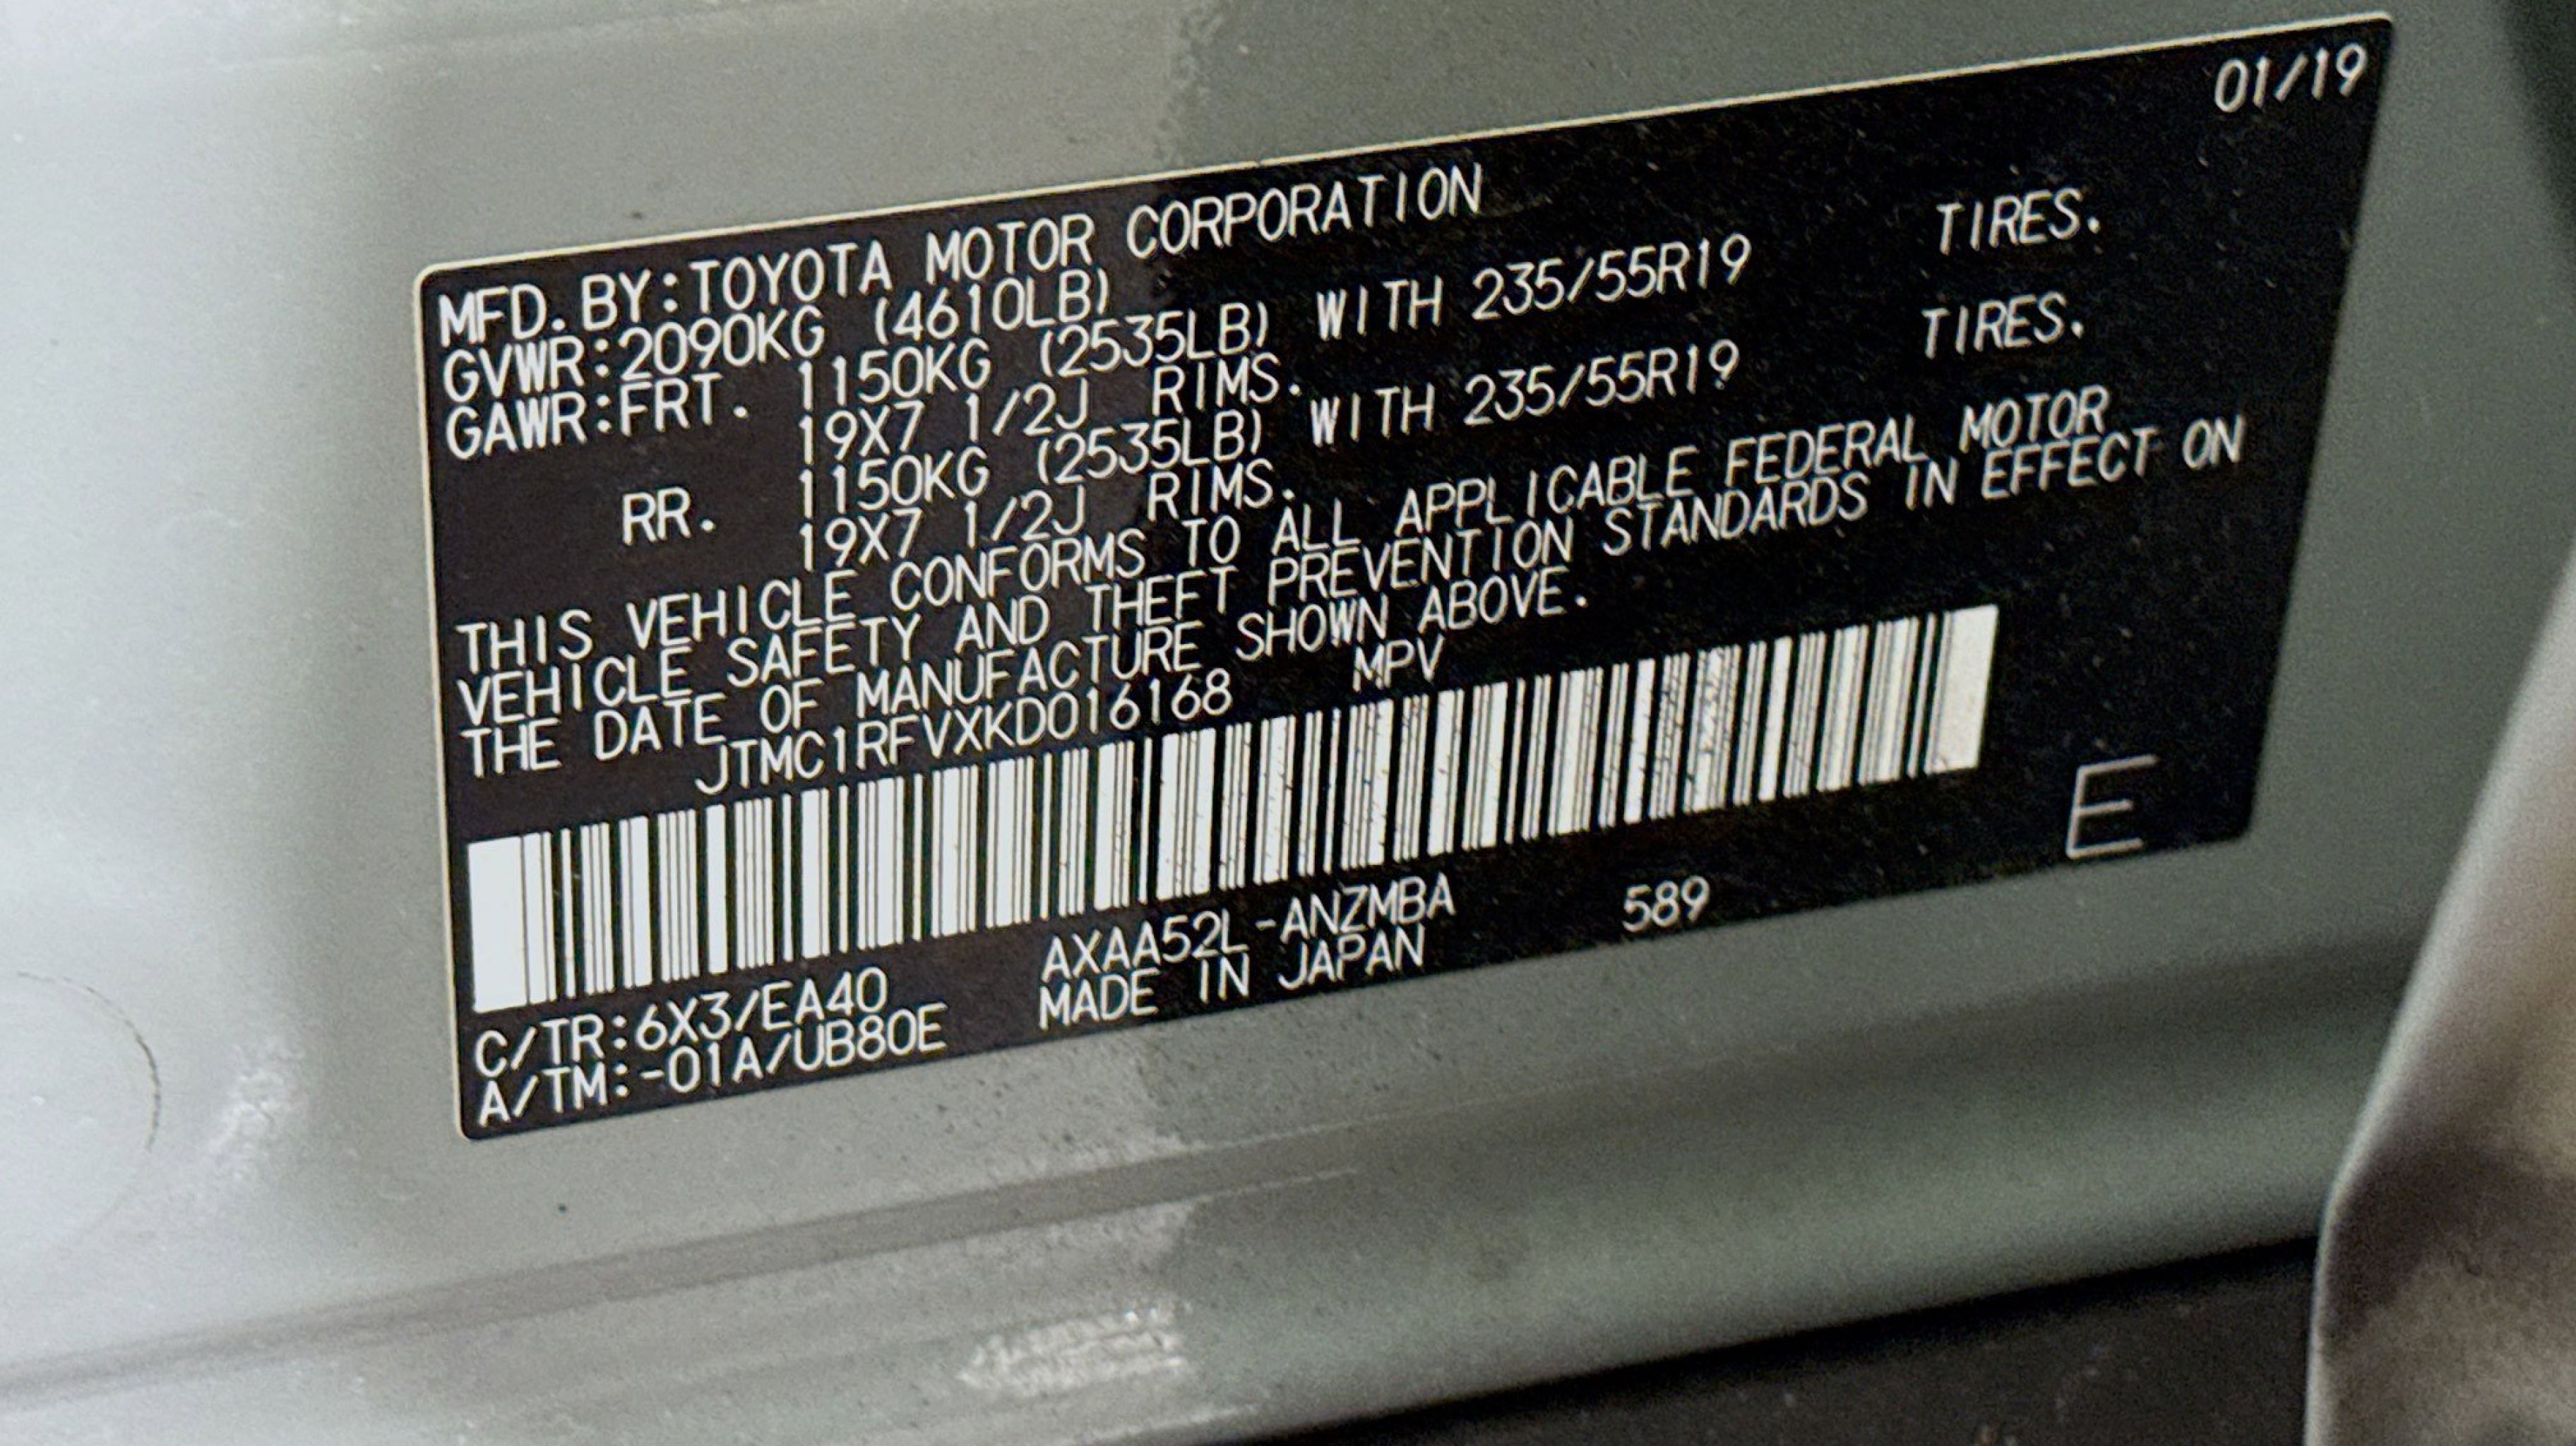 01/19
MFD. BY:TOYOTA MOTOR CORPORATION
GVWR:2090KG (4610LB)
GAWR:FRT. 1150KG (2535LB) WITH 235/55R19 TIRES.
19X7 1/2J RIMS.
RR. 1150KG (2535LB) WITH 235/55R19 TIRES.
19X7 1/2J RIMS.
THIS VEHICLE CONFORMS TO ALL APPLICABLE FEDERAL MOTOR
VEHICLE SAFETY AND THEFT PREVENTION STANDARDS IN EFFECT ON
THE DATE OF MANUFACTURE SHOWN ABOVE.
JTMC1RFVXKD016168 MPV
E
C/TR:6X3/EA40 AXAA52L-ANZMBA 589
A/TM:-01A/UB80E MADE IN JAPAN